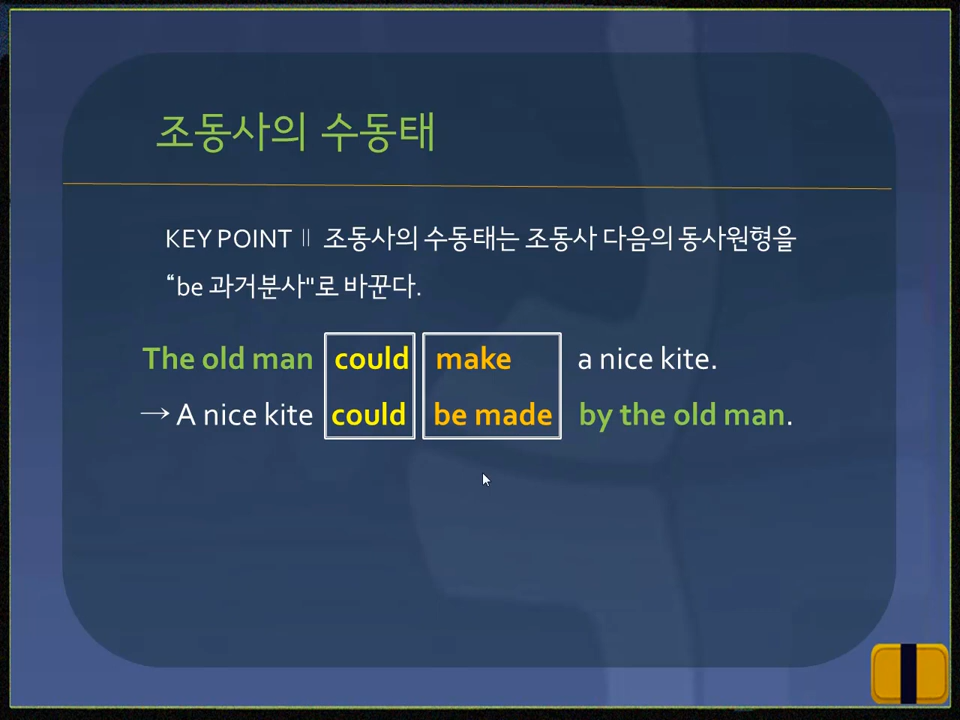 조동사의 수동태
KEY POINTⅡ 조동사의 수동태는 조동사 다음의 동사원형을
“be 과거분사"로 바꾼다.
The old man could make a nice kite.
→ A nice kite could be made by the old man.